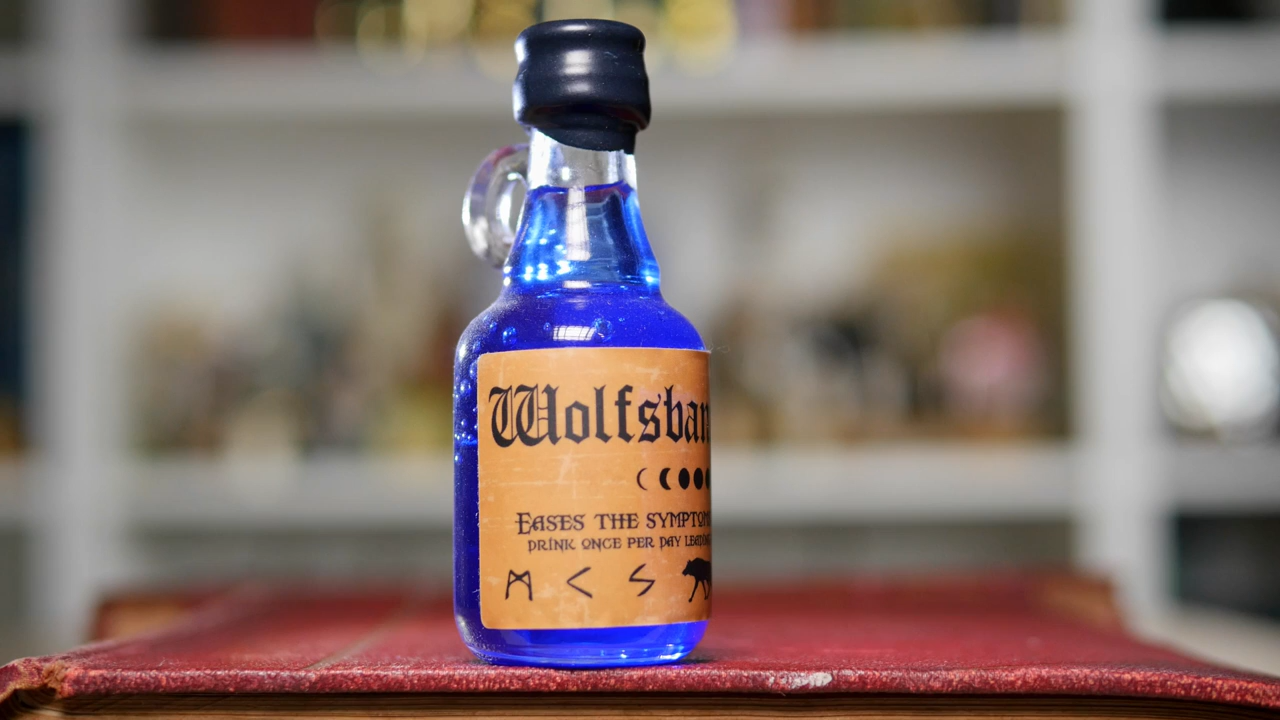 Wolfsban
Eases the symptom
drink once per day leading
ᛗ ᚲ ᛊ